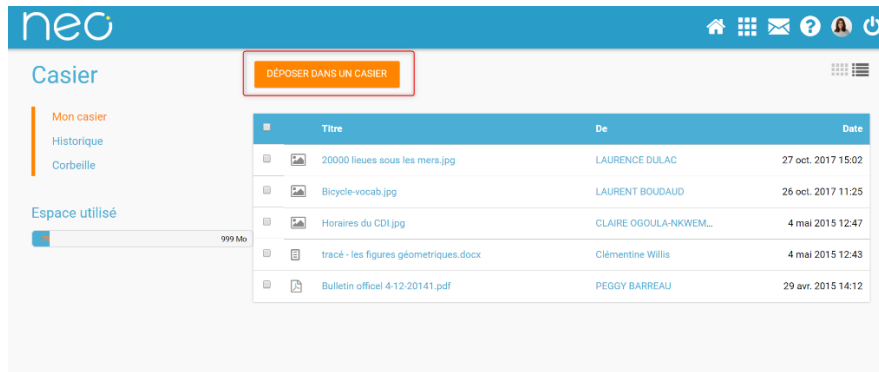 neo
Casier
DÉPOSER DANS UN CASIER
Mon casier
Historique
Corbeille
Espace utilisé
999 Mo
Titre De Date
20000 lieues sous les mers.jpg LAURENCE DULAC 27 oct. 2017 15:02
Bicycle-vocab.jpg LAURENT BOUDAUD 26 oct. 2017 11:25
Horaires du CDI.jpg CLAIRE OGOULA-NKWEM... 4 mai 2015 12:47
tracé - les figures géometriques.docx Clémentine Willis 4 mai 2015 12:43
Bulletin officel 4-12-20141.pdf PEGGY BARREAU 29 avr. 2015 14:12